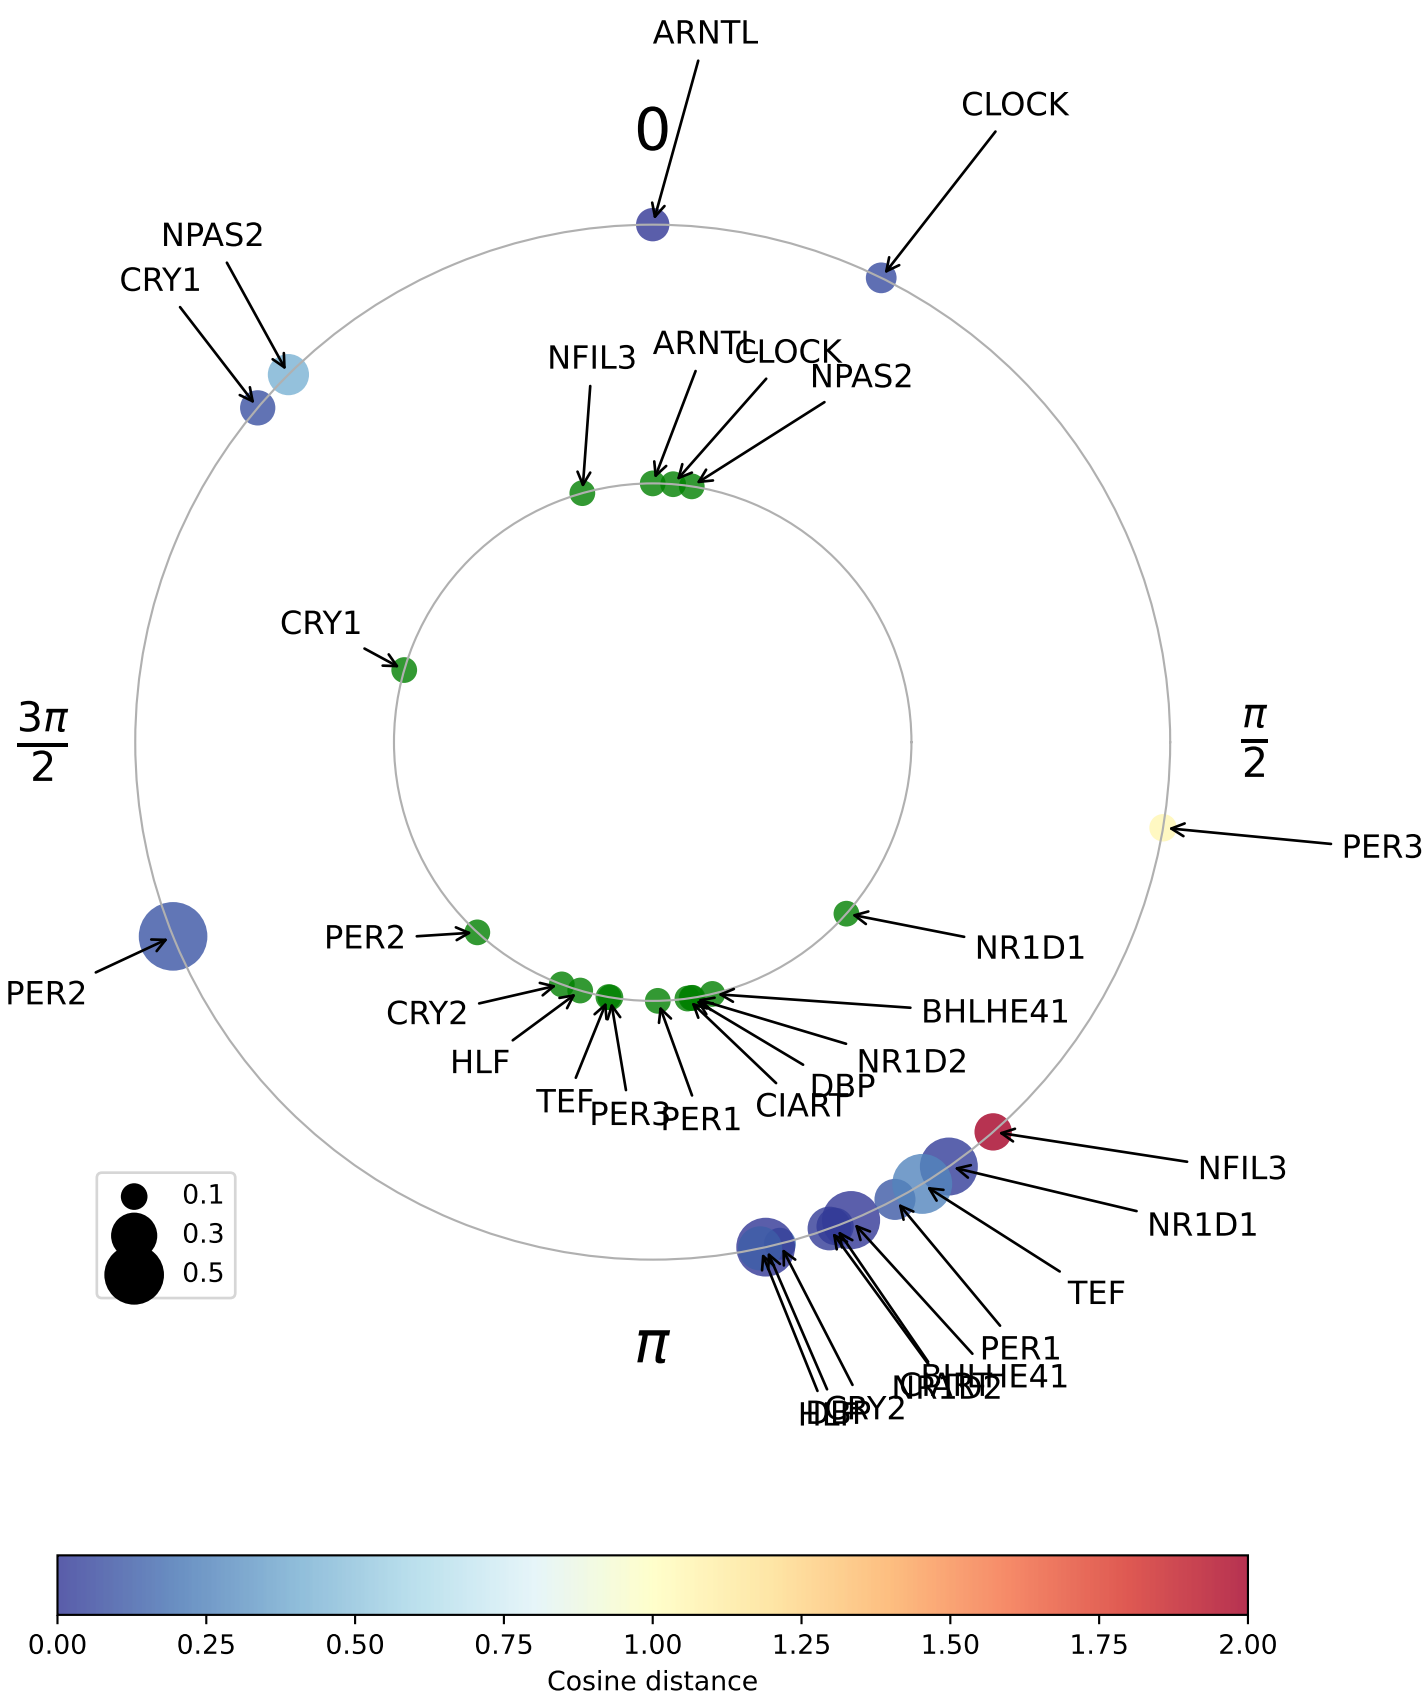 ARNTL
CLOCK
0
NPAS2
CRY1
NFIL3
ARNTL
CLOCK
NPAS2
CRY1
3π
2
π
2
PER3
PER2
NR1D1
PER2
CRY2
BHLHE41
HLF
NR1D2
DBP
TEF
PER3
PER1
CIART
NFIL3
NR1D1
0.1
0.3
0.5
TEF
π
PER1
BHLHE41
CIART
NR1D2
CRY2
DBP
HLF
0.00 0.25 0.50 0.75 1.00 1.25 1.50 1.75 2.00
Cosine distance